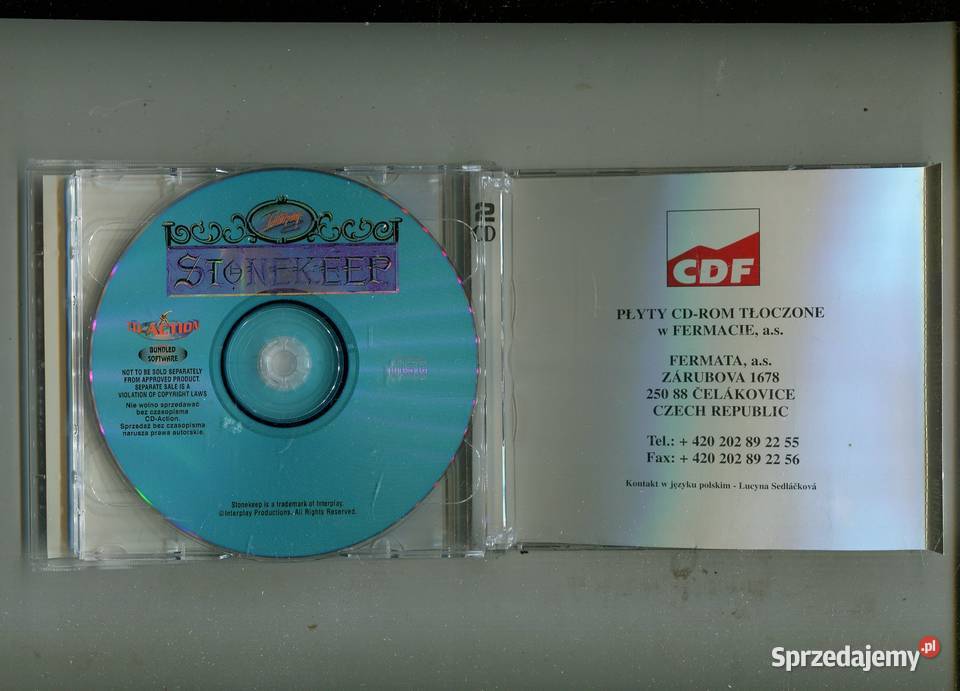 Interplay
STONEKEEP
CD-ACTION
BUNDLED
SOFTWARE
NOT TO BE SOLD SEPARATELY
FROM APPROVED PRODUCT.
SEPARATE SALE IS A
VIOLATION OF COPYRIGHT LAWS
Nie wolno sprzedawać
bez czasopisma
CD-Action.
Sprzedaż bez czasopisma
narusza prawa autorskie.
Stonekeep is a trademark of Interplay.
©Interplay Productions. All Rights Reserved.
2
CD
CDF
PŁYTY CD-ROM TŁOCZONE
w FERMACIE, a.s.
FERMATA, a.s.
ZÁRUBOVA 1678
250 88 ČELÁKOVICE
CZECH REPUBLIC
Tel.: + 420 202 89 22 55
Fax: + 420 202 89 22 56
Kontakt w języku polskim - Lucyna Sedláčková
Sprzedajemy.pl